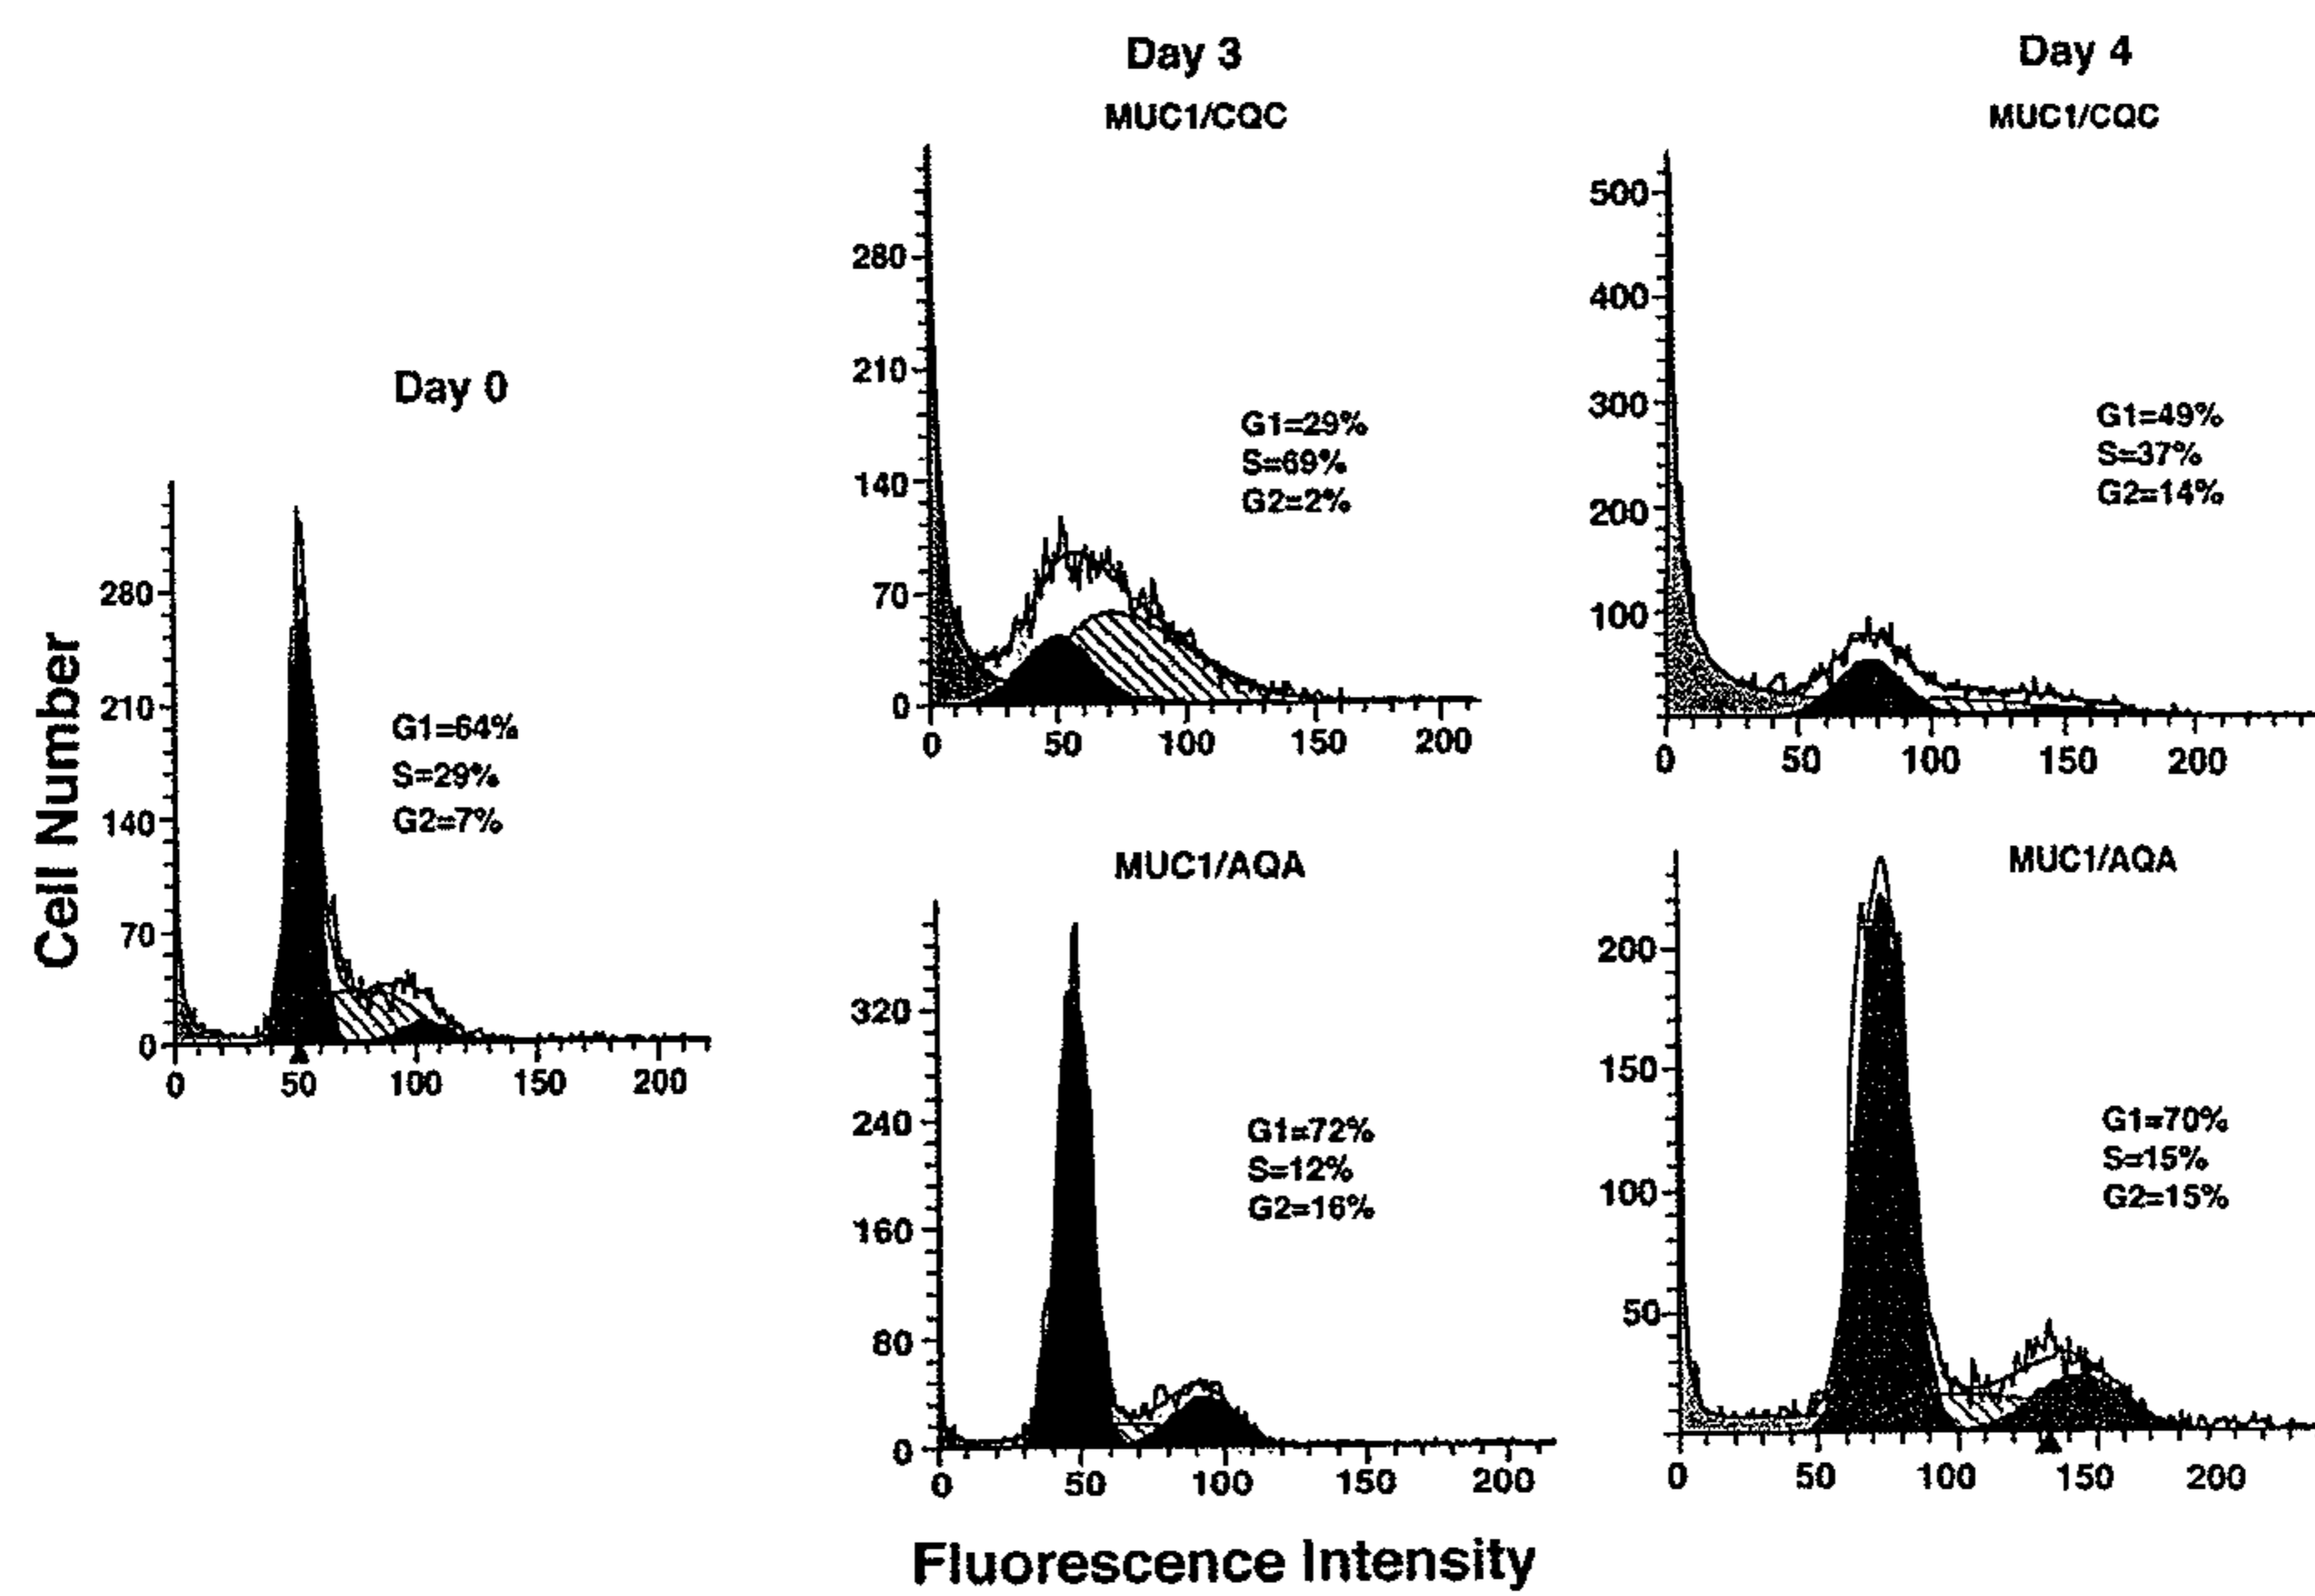 Day 0
Cell Number
280
210
140
70
0
G1=64%
S=29%
G2=7%
0 50 100 150 200
Day 3
MUC1/CQC
280
210
140
70
0
G1=29%
S=69%
G2=2%
0 50 100 150 200
Day 4
MUC1/CQC
500
400
300
200
100
G1=49%
S=37%
G2=14%
0 50 100 150 200
MUC1/AQA
320
240
160
80
0
G1=72%
S=12%
G2=16%
0 50 100 150 200
MUC1/AQA
200
150
100
50
G1=70%
S=15%
G2=15%
0 50 100 150 200
Fluorescence Intensity